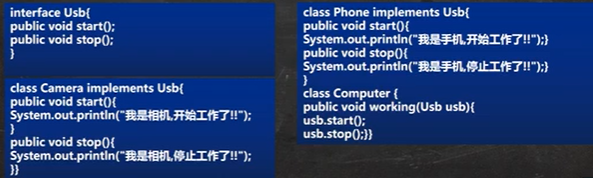 interface Usb{
public void start();
public void stop();
}
class Camera implements Usb{
public void start(){
System.out.println("我是相机,开始工作了!!");
}
public void stop(){
System.out.println("我是相机,停止工作了!!");
}}
class Phone implements Usb{
public void start(){
System.out.println("我是手机,开始工作了!!");}
public void stop(){
System.out.println("我是手机,停止工作了!!");}
}
class Computer {
public void working(Usb usb){
usb.start();
usb.stop();}}